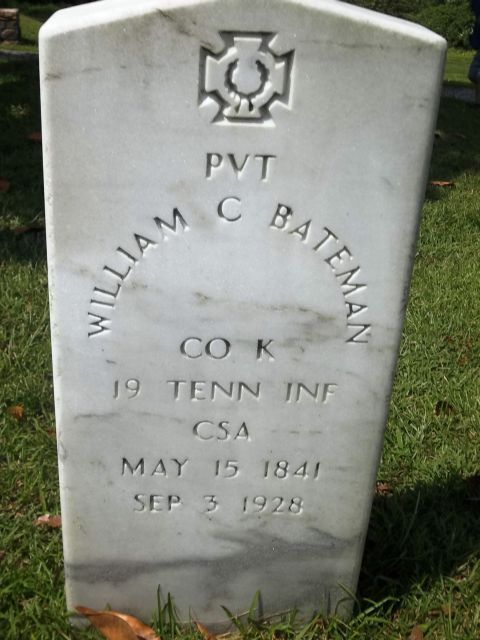 PVT
WILLIAM C BATEMAN
CO K
19 TENN INF
CSA
MAY 15 1841
SEP 3 1928